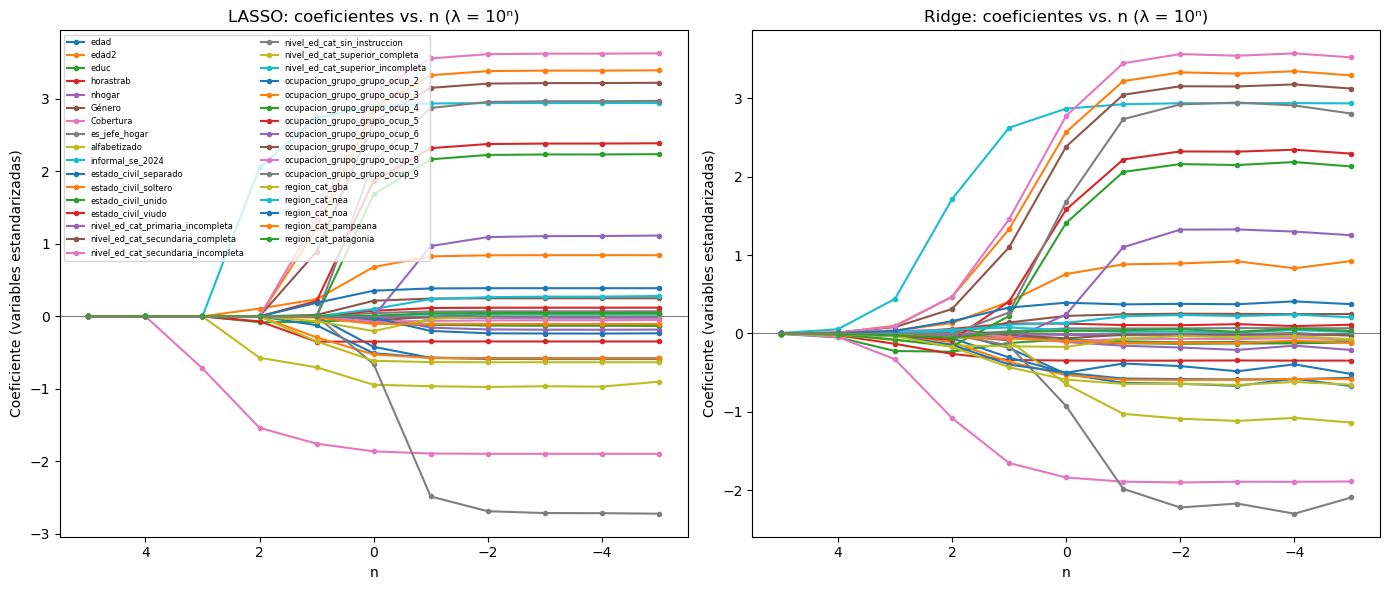 LASSO: coeficientes vs. n (λ = 10ⁿ)
Coeficiente (variables estandarizadas)
3
2
1
0
−1
−2
−3
4
2
0
−2
−4
n
edad
edad2
educ
horastrab
nhogar
Género
Cobertura
es_jefe_hogar
alfabetizado
informal_se_2024
estado_civil_separado
estado_civil_soltero
estado_civil_unido
estado_civil_viudo
nivel_ed_cat_primaria_incompleta
nivel_ed_cat_secundaria_completa
nivel_ed_cat_secundaria_incompleta
nivel_ed_cat_sin_instruccion
nivel_ed_cat_superior_completa
nivel_ed_cat_superior_incompleta
ocupacion_grupo_grupo_ocup_2
ocupacion_grupo_grupo_ocup_3
ocupacion_grupo_grupo_ocup_4
ocupacion_grupo_grupo_ocup_5
ocupacion_grupo_grupo_ocup_6
ocupacion_grupo_grupo_ocup_7
ocupacion_grupo_grupo_ocup_8
ocupacion_grupo_grupo_ocup_9
region_cat_gba
region_cat_nea
region_cat_noa
region_cat_pampeana
region_cat_patagonia
Ridge: coeficientes vs. n (λ = 10ⁿ)
Coeficiente (variables estandarizadas)
3
2
1
0
−1
−2
4
2
0
−2
−4
n